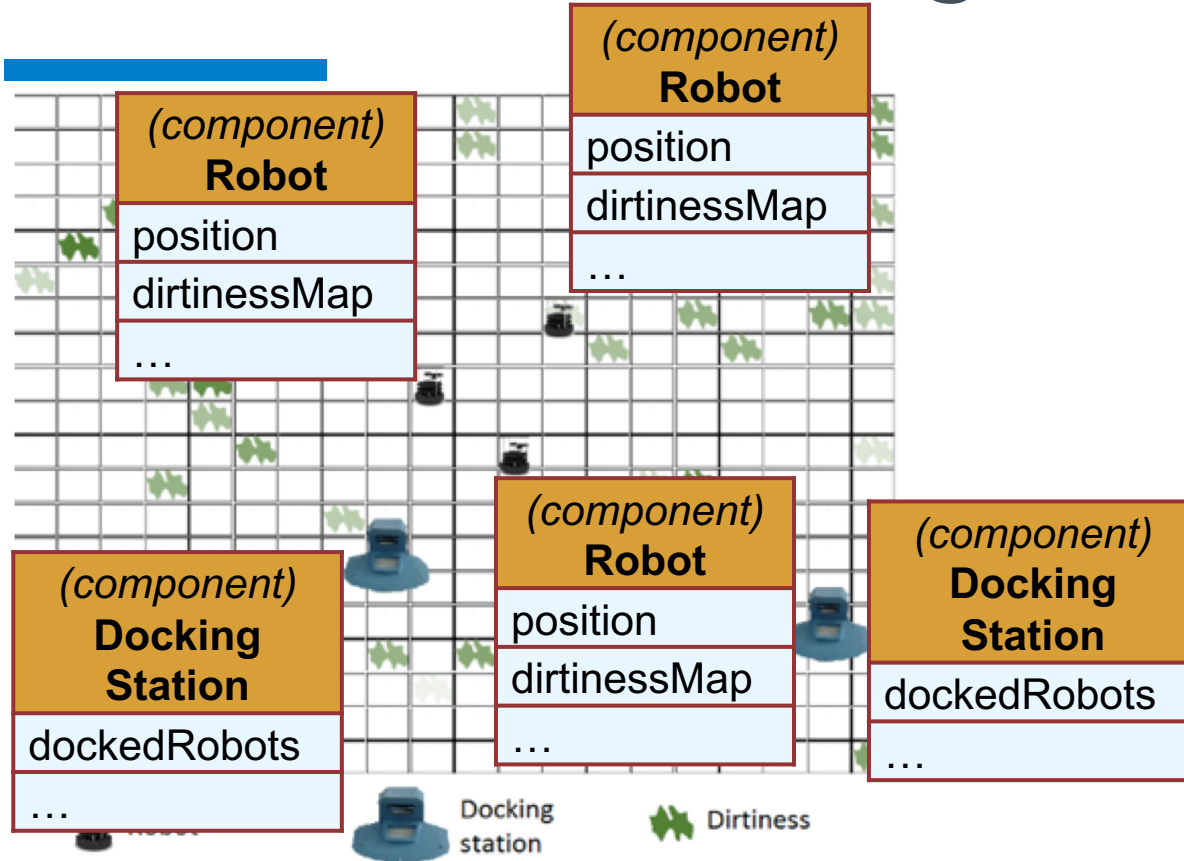 (component)
Robot
position
dirtinessMap
…
(component)
Robot
position
dirtinessMap
…
(component)
Robot
position
dirtinessMap
…
(component)
Docking
Station
dockedRobots
…
(component)
Docking
Station
dockedRobots
…
Docking
station
Dirtiness